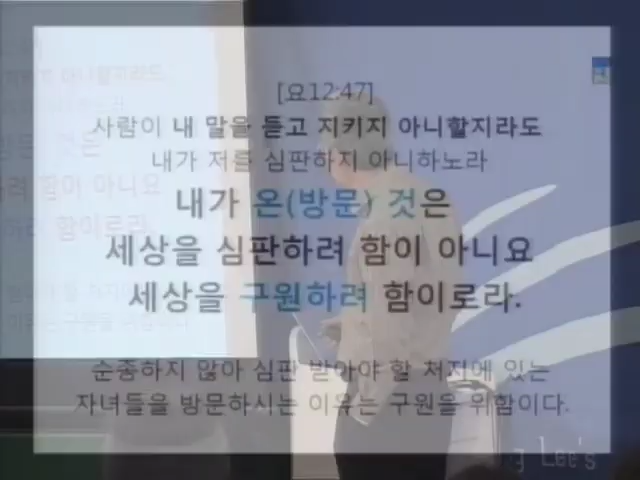 [요12:47]
사람이 내 말을 듣고 지키지 아니할지라도
내가 저를 심판하지 아니하노라
내가 온(방문) 것은
세상을 심판하려 함이 아니요
세상을 구원하려 함이로라.
순종하지 않아 심판 받아야 할 처지에 있는
자녀들을 방문하시는 이유는 구원을 위함이다.
Lee's